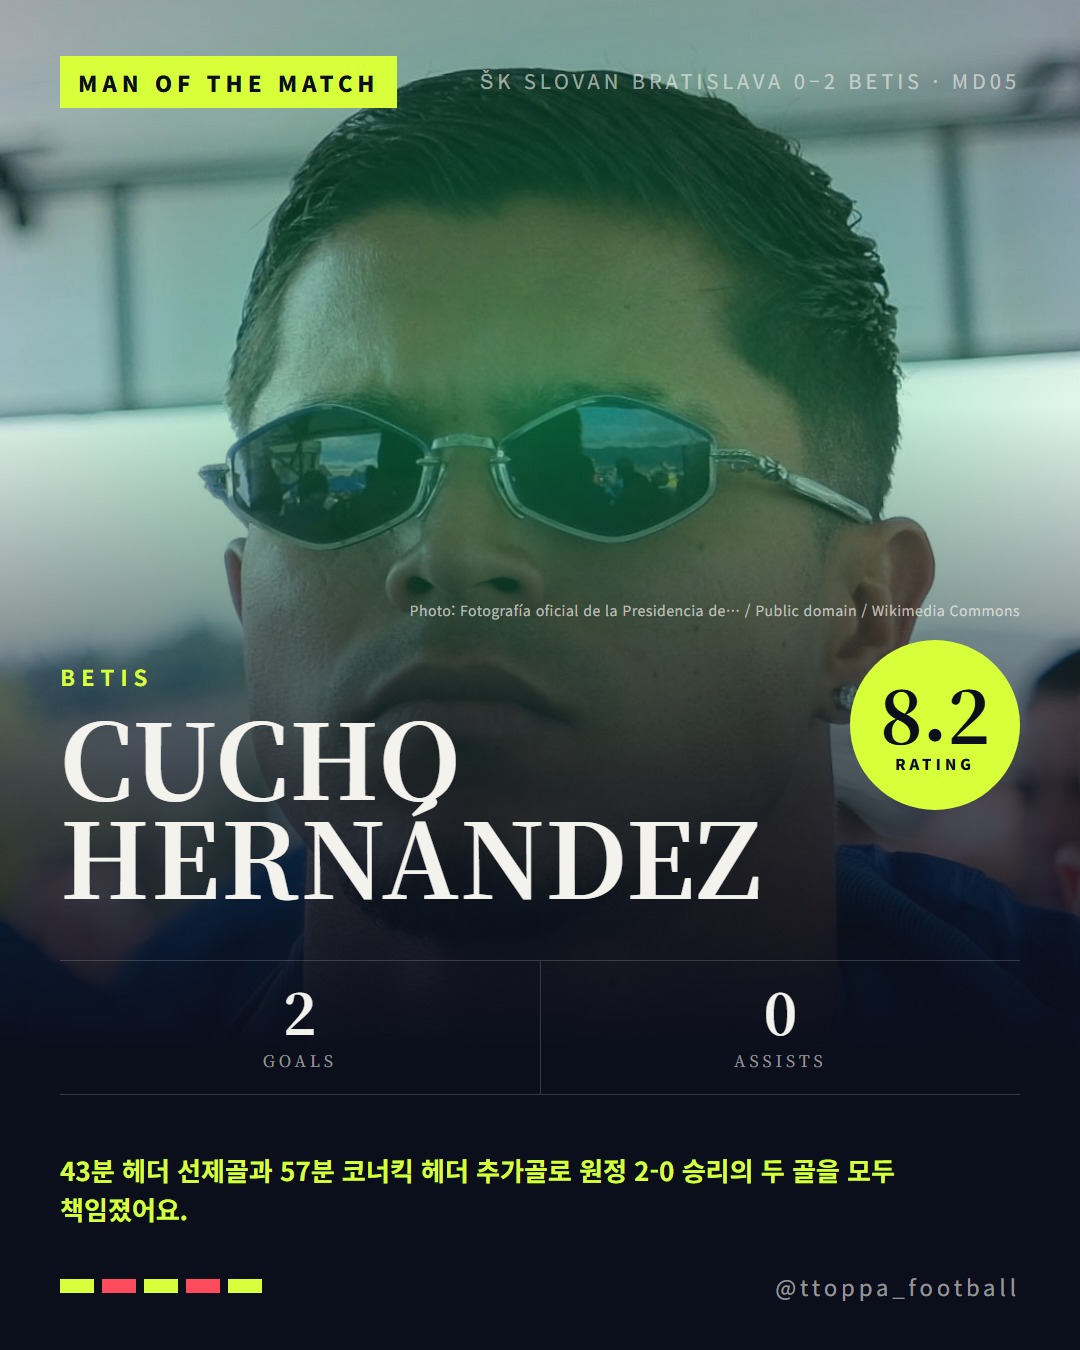 MAN OF THE MATCH
ŠK SLOVAN BRATISLAVA 0–2 BETIS · MD05
Photo: Fotografía oficial de la Presidencia de… / Public domain / Wikimedia Commons
BETIS
CUCHO
HERNÁNDEZ
8.2
RATING
2
GOALS
0
ASSISTS
43분 헤더 선제골과 57분 코너킥 헤더 추가골로 원정 2-0 승리의 두 골을 모두
책임졌어요.
@ttoppa_football